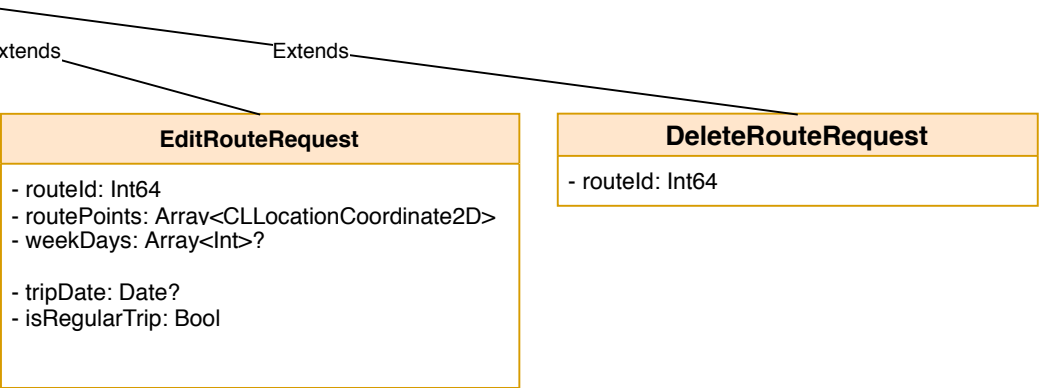 xtends
Extends
EditRouteRequest
- routeId: Int64
- routePoints: Array<CLLocationCoordinate2D>
- weekDays: Array<Int>?
- tripDate: Date?
- isRegularTrip: Bool
DeleteRouteRequest
- routeId: Int64